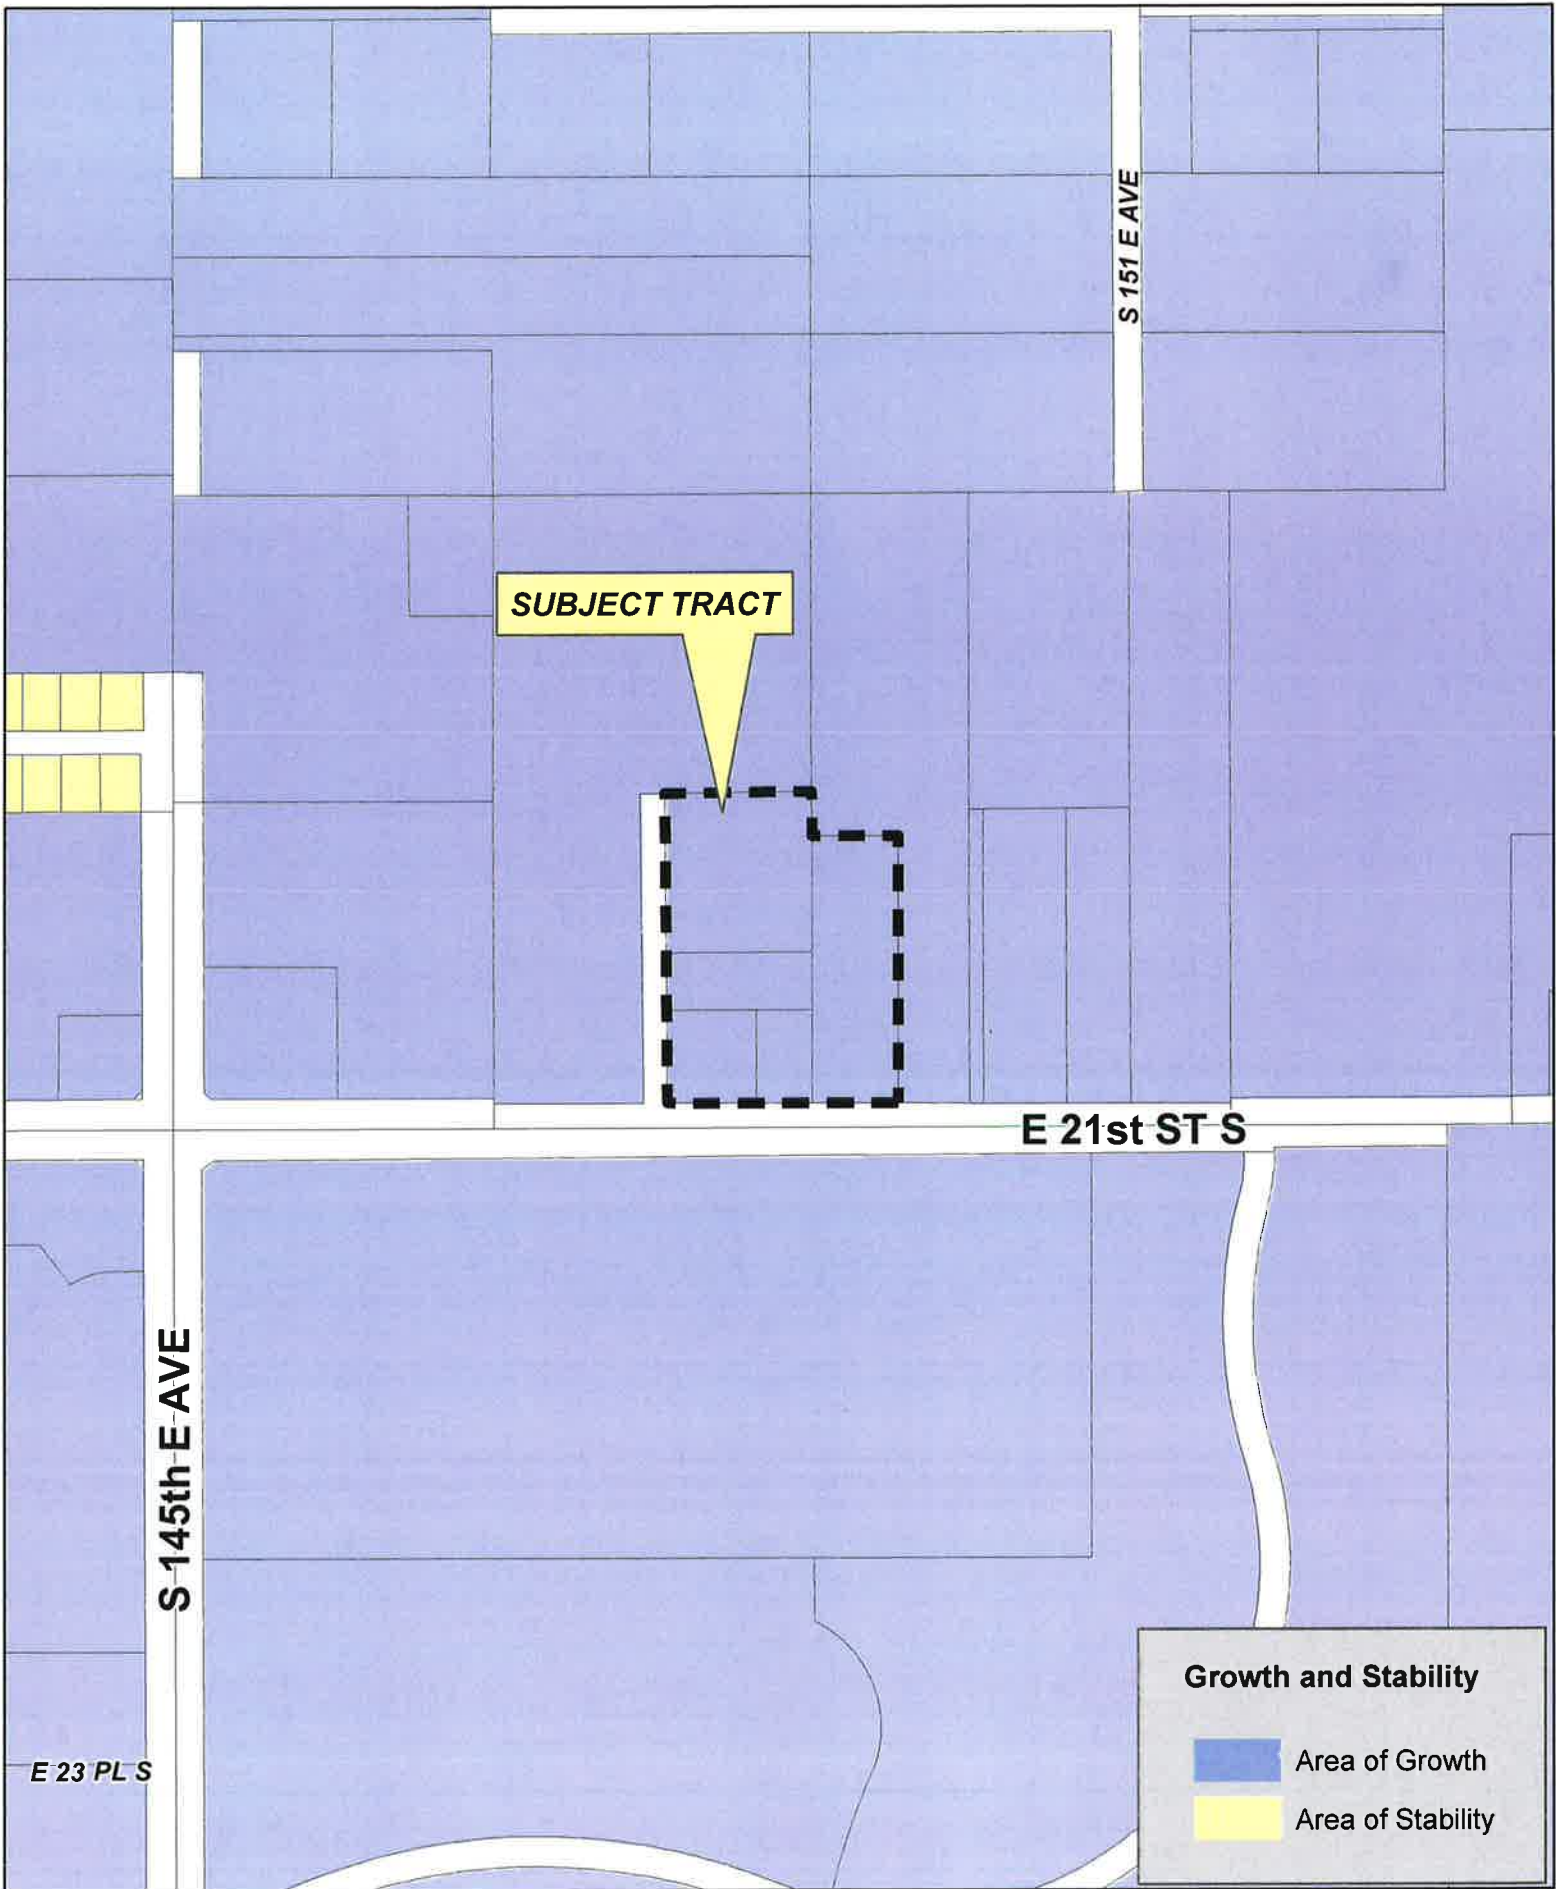 S 151 E AVE
SUBJECT TRACT
E 21st ST S
S 145th E AVE
E 23 PL S
Growth and Stability
Area of Growth
Area of Stability